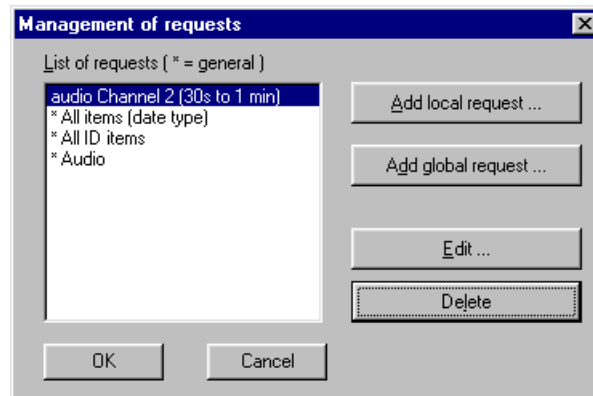 Management of requests
List of requests ( * = general )
audio Channel 2 (30s to 1 min)
* All items (date type)
* All ID items
* Audio
Add local request ...
Add global request ...
Edit ...
Delete
OK
Cancel